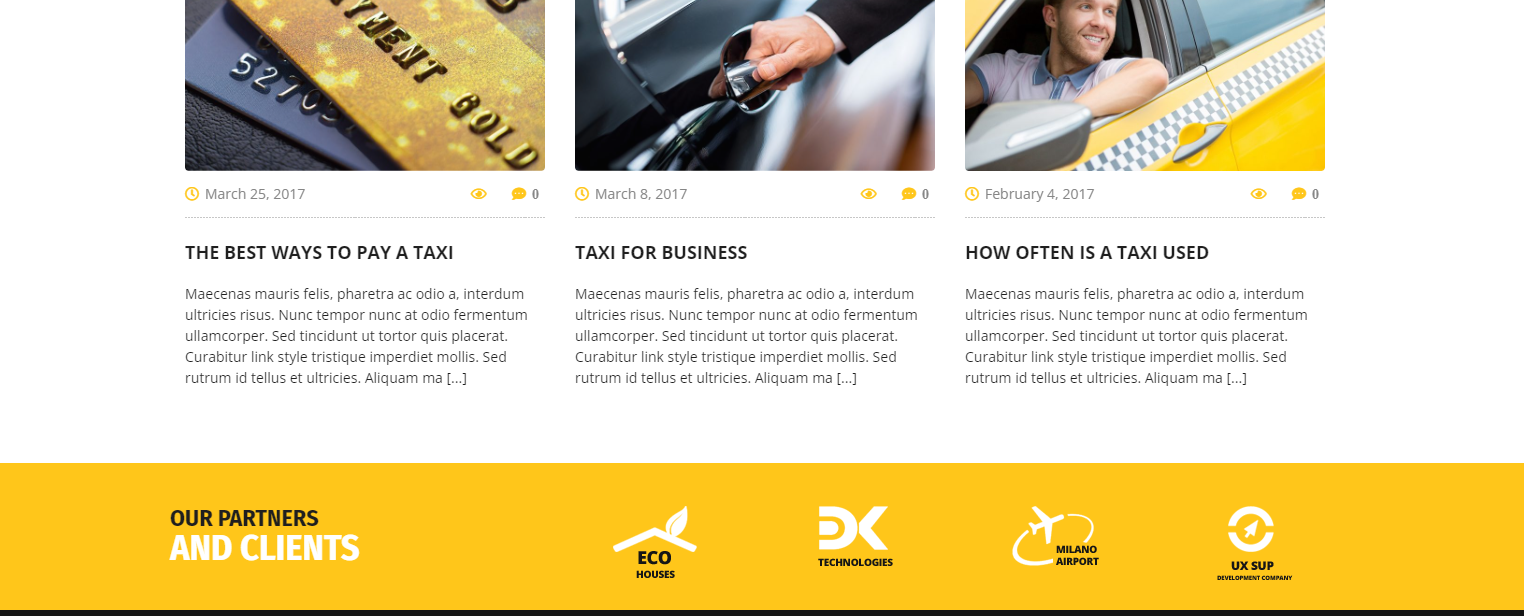 PAYMENT
GOLD
March 25, 2017
0
March 8, 2017
0
February 4, 2017
0
THE BEST WAYS TO PAY A TAXI
Maecenas mauris felis, pharetra ac odio a, interdum
ultricies risus. Nunc tempor nunc at odio fermentum
ullamcorper. Sed tincidunt ut tortor quis placerat.
Curabitur link style tristique imperdiet mollis. Sed
rutrum id tellus et ultricies. Aliquam ma [...]
TAXI FOR BUSINESS
Maecenas mauris felis, pharetra ac odio a, interdum
ultricies risus. Nunc tempor nunc at odio fermentum
ullamcorper. Sed tincidunt ut tortor quis placerat.
Curabitur link style tristique imperdiet mollis. Sed
rutrum id tellus et ultricies. Aliquam ma [...]
HOW OFTEN IS A TAXI USED
Maecenas mauris felis, pharetra ac odio a, interdum
ultricies risus. Nunc tempor nunc at odio fermentum
ullamcorper. Sed tincidunt ut tortor quis placerat.
Curabitur link style tristique imperdiet mollis. Sed
rutrum id tellus et ultricies. Aliquam ma [...]
OUR PARTNERS
AND CLIENTS
ECO
HOUSES
DK
TECHNOLOGIES
MILANO
AIRPORT
UX SUP
DEVELOPMENT COMPANY